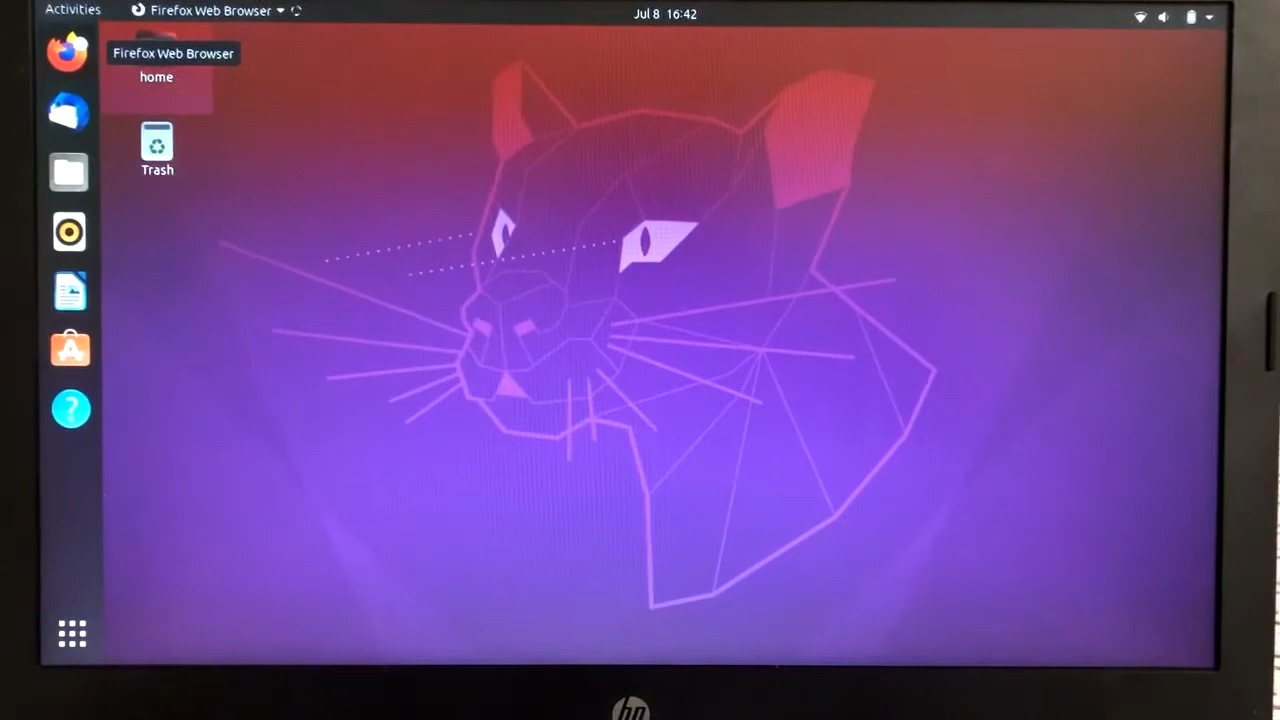 Activities
Firefox Web Browser
Jul 8 16:42
Firefox Web Browser
home
Trash
?
hp